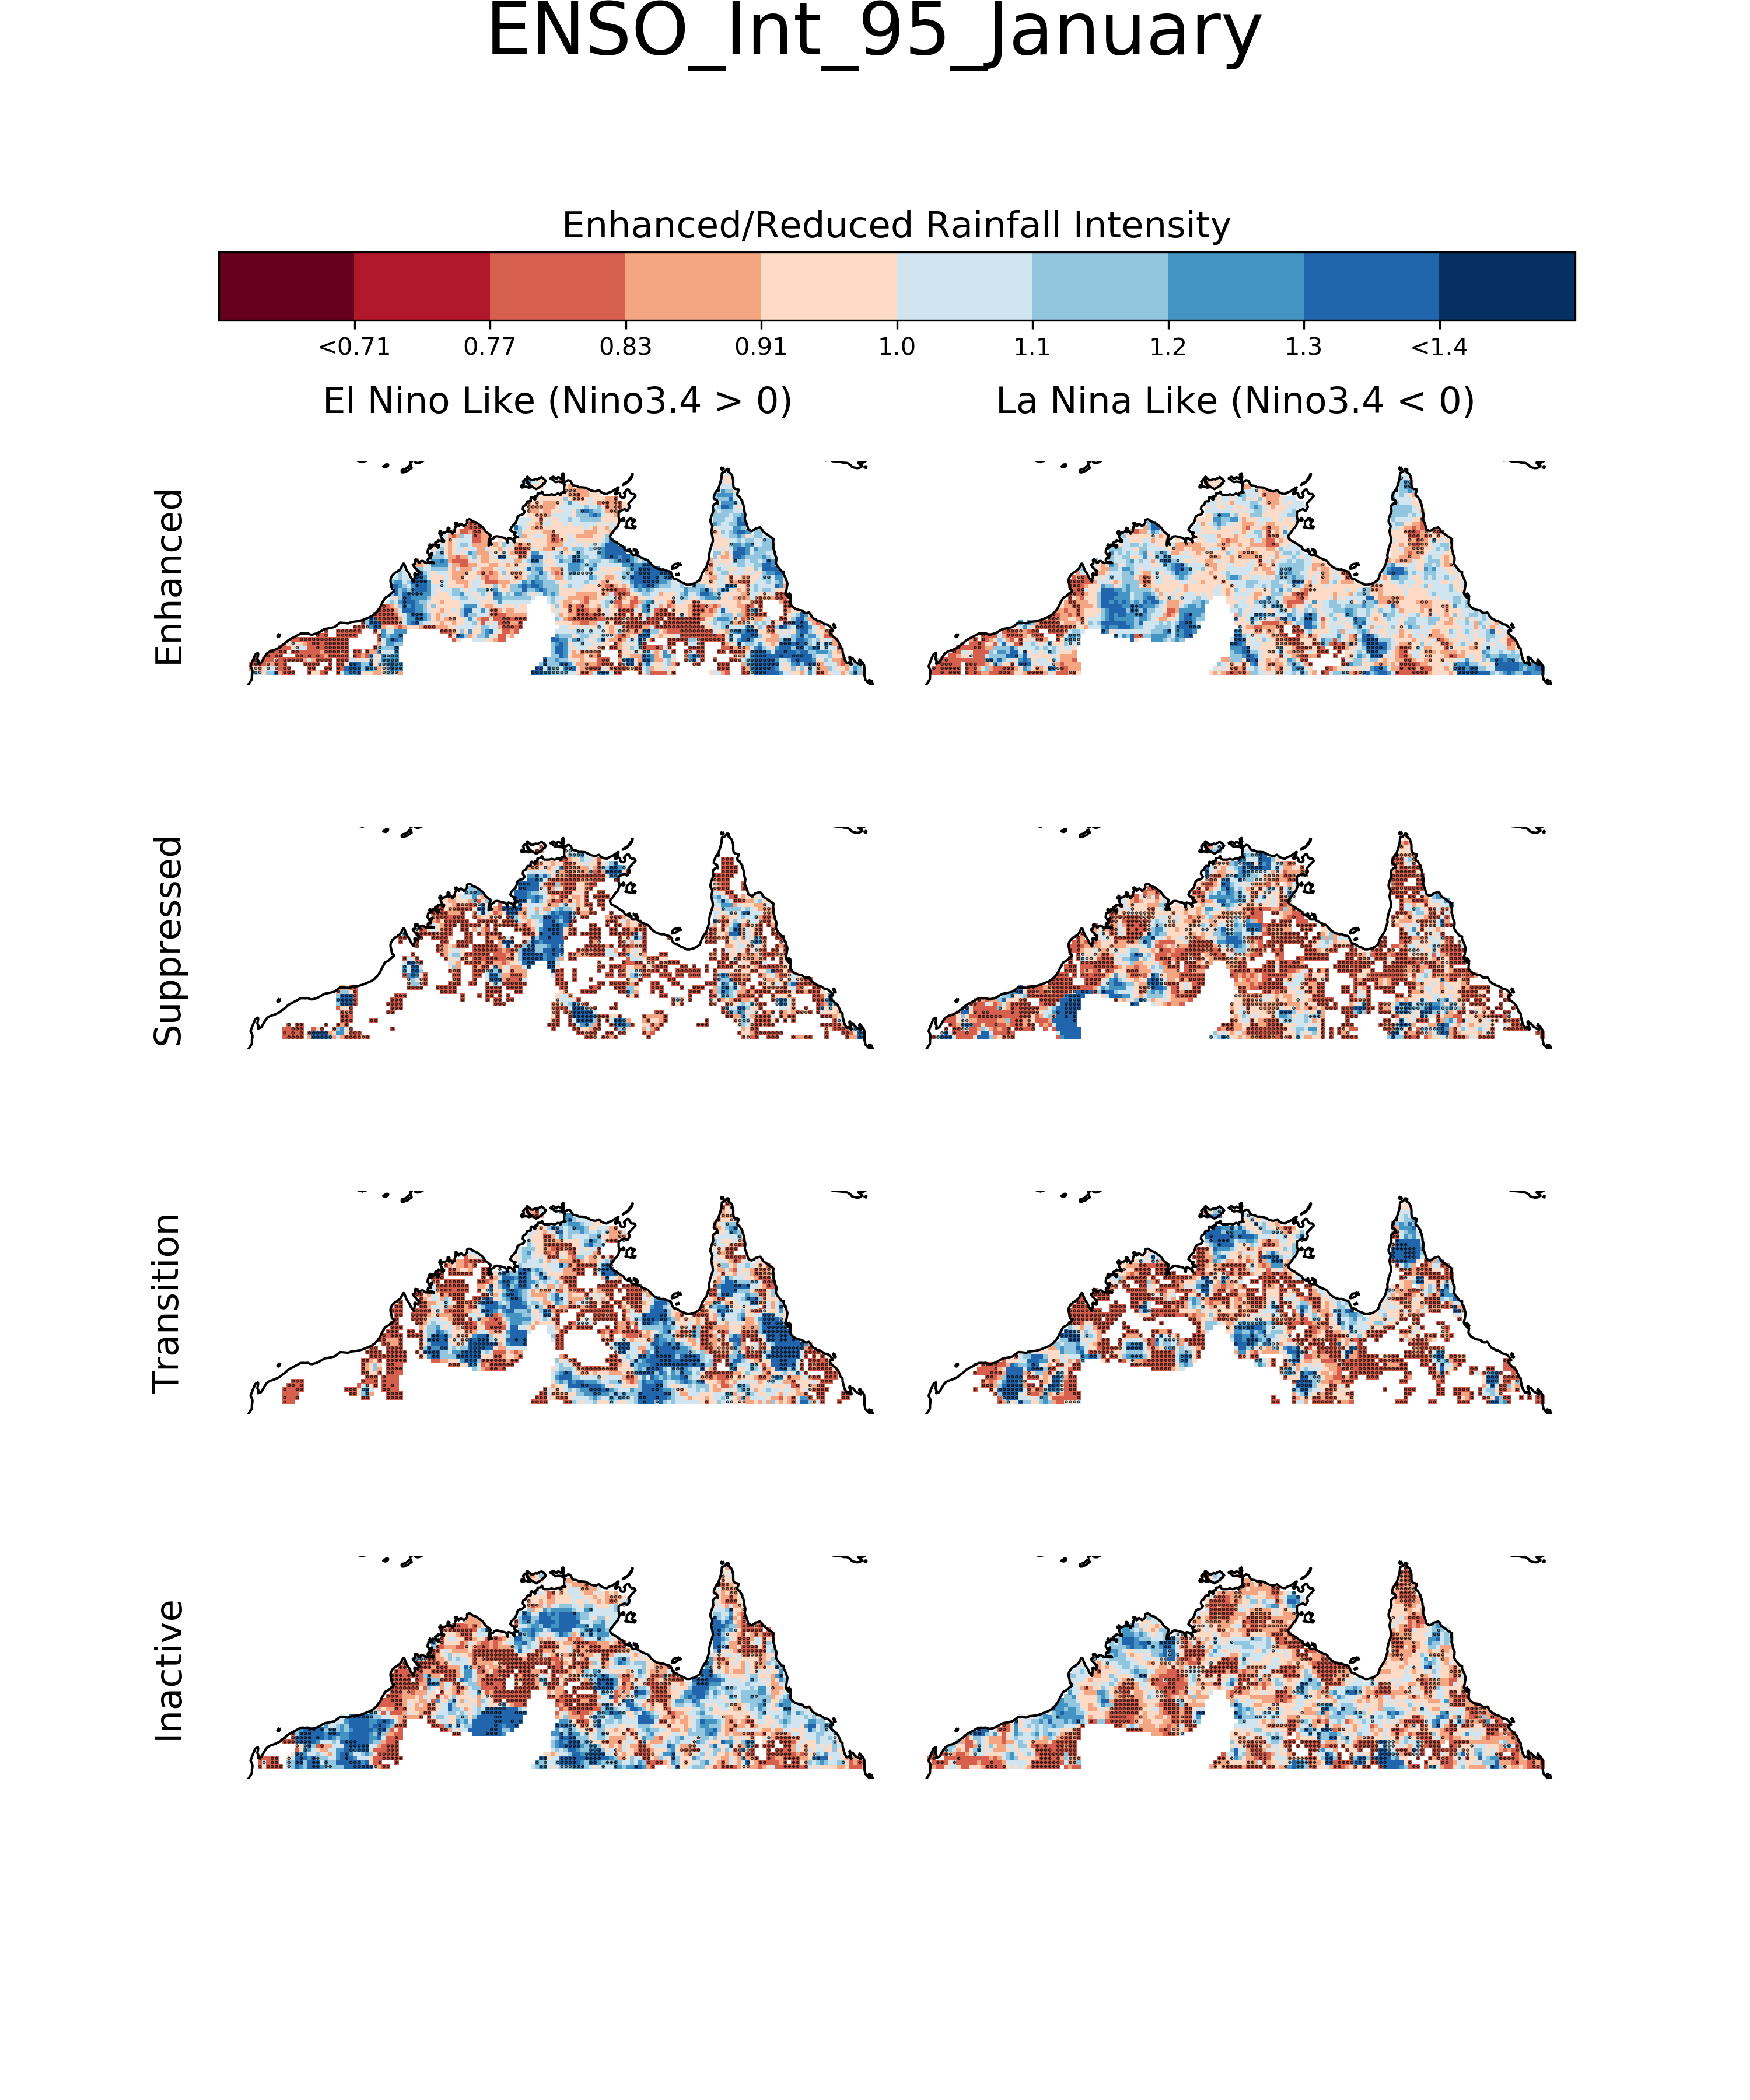 ENSO_Int_95_January
Enhanced/Reduced Rainfall Intensity
<0.71 0.77 0.83 0.91 1.0 1.1 1.2 1.3 <1.4
El Nino Like (Nino3.4 > 0) La Nina Like (Nino3.4 < 0)
Enhanced
Suppressed
Transition
Inactive